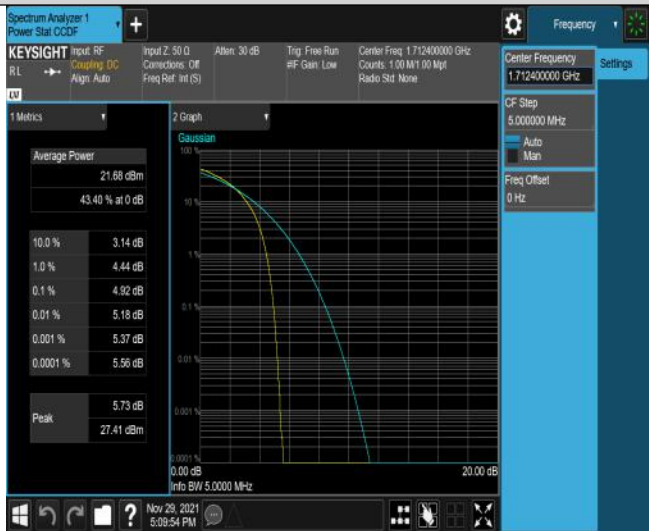 Spectrum Analyzer 1
Power Stat CCDF
Frequency
KEYSIGHT
RL
Input: RF
Coupling: DC
Align: Auto
Input Z: 50 Ω
Corrections: Off
Freq Ref: Int (S)
Atten: 30 dB
Trig: Free Run
#IF Gain: Low
Center Freq: 1.712400000 GHz
Counts: 1.00 M/1.00 Mpt
Radio Std: None
Center Frequency
1.712400000 GHz
Settings
CF Step
5.000000 MHz
Auto
Man
Freq Offset
0 Hz
1 Metrics
Average Power
21.68 dBm
43.40 % at 0 dB
10.0 % 3.14 dB
1.0 % 4.44 dB
0.1 % 4.92 dB
0.01 % 5.18 dB
0.001 % 5.37 dB
0.0001 % 5.56 dB
Peak
5.73 dB
27.41 dBm
2 Graph
Gaussian
100 %
10 %
1 %
0.1 %
0.01 %
0.001 %
0.0001 %
0.00 dB
20.00 dB
Info BW 5.0000 MHz
?
Nov 29, 2021
5:09:54 PM